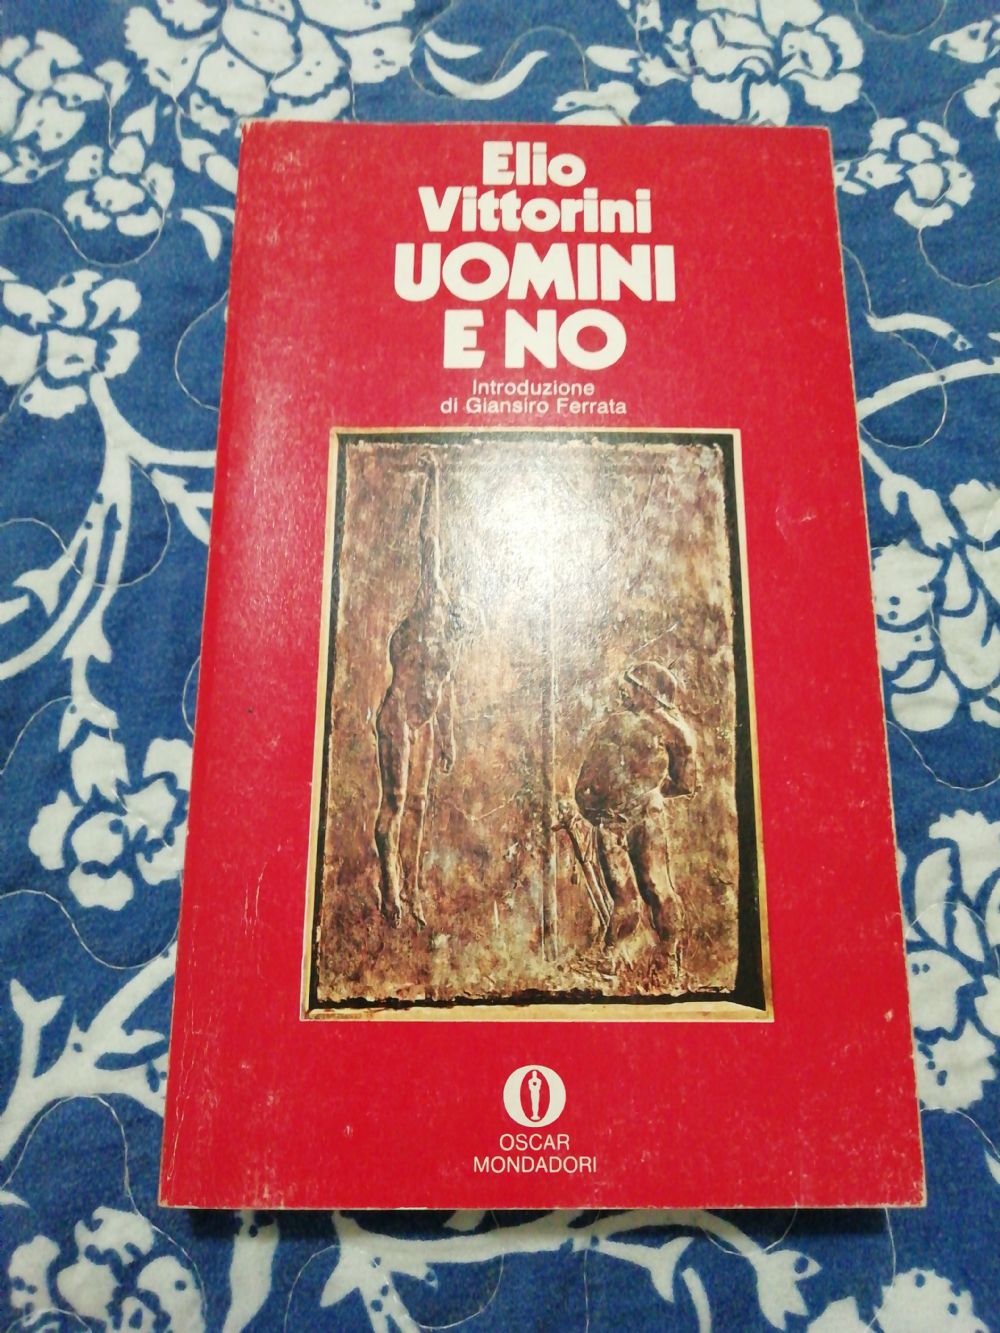 Elio
Vittorini
UOMINI
E NO
Introduzione
di Giansiro Ferrata
OSCAR
MONDADORI